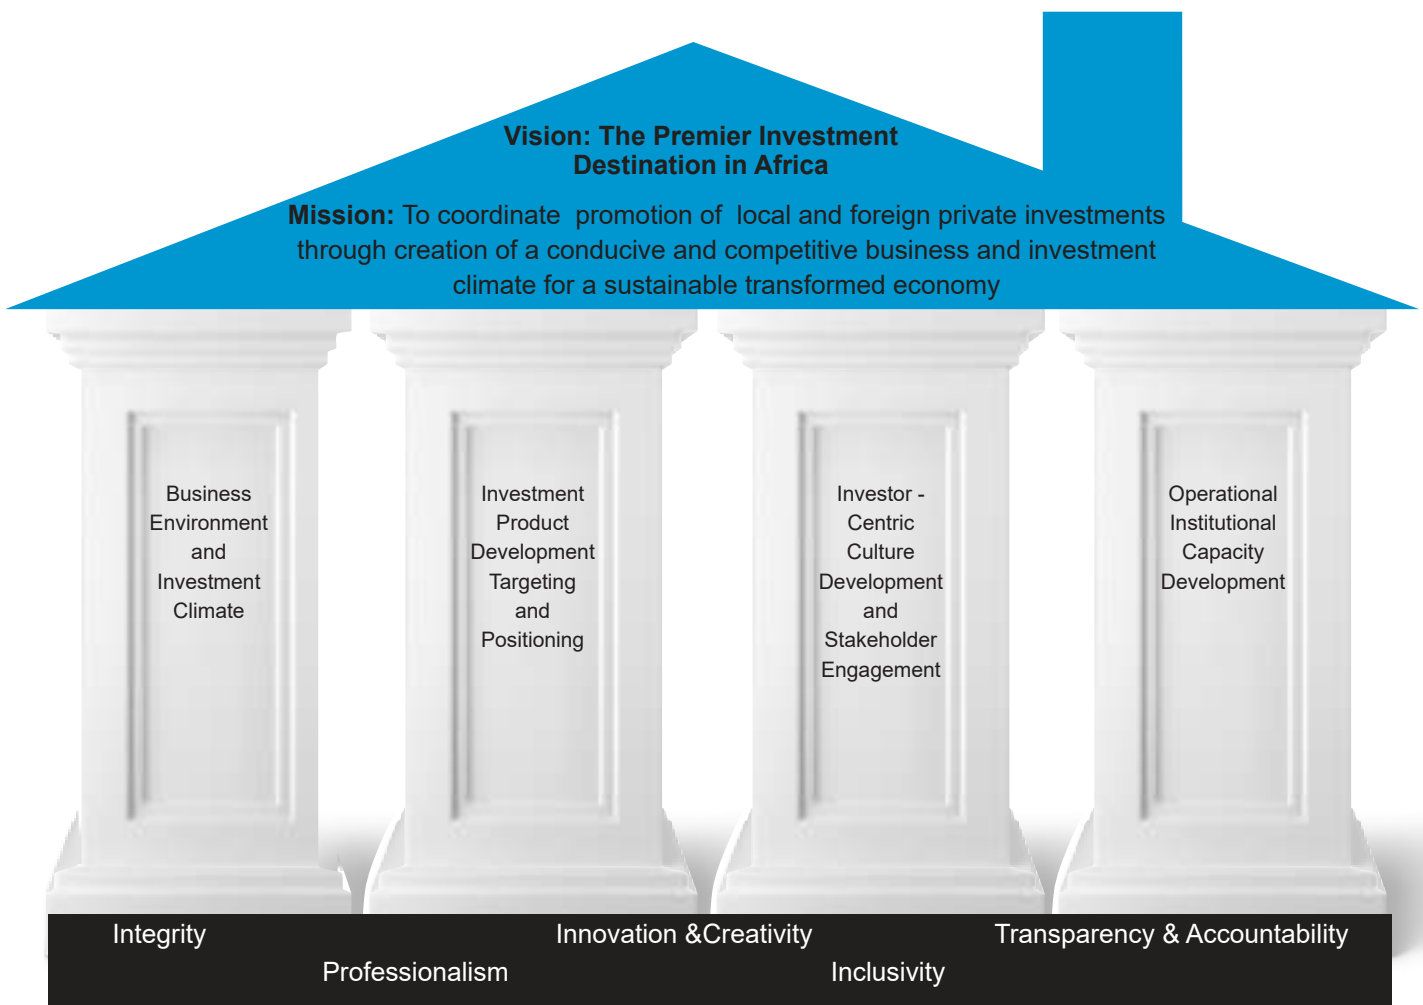 Vision: The Premier Investment
Destination in Africa
Mission: To coordinate promotion of local and foreign private investments
through creation of a conducive and competitive business and investment
climate for a sustainable transformed economy
Business
Environment
and
Investment
Climate
Investment
Product
Development
Targeting
and
Positioning
Investor -
Centric
Culture
Development
and
Stakeholder
Engagement
Operational
Institutional
Capacity
Development
Integrity
Innovation &Creativity
Transparency & Accountability
Professionalism
Inclusivity